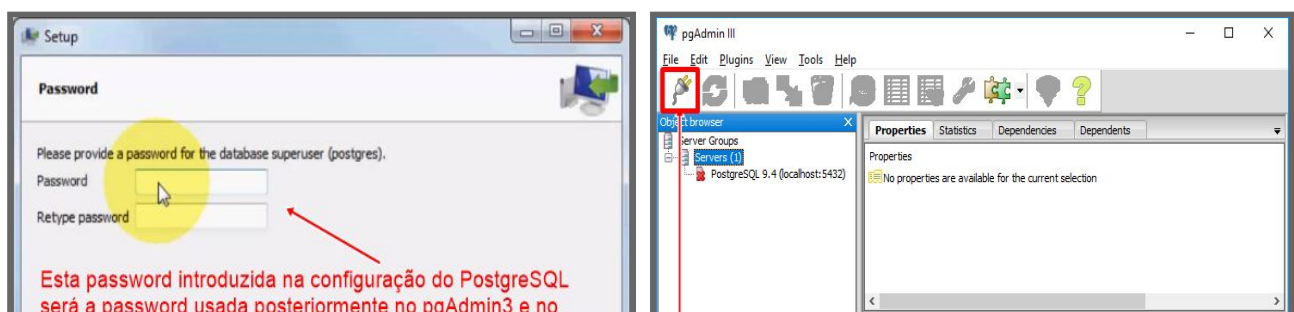 Setup
Password
Please provide a password for the database superuser (postgres).
Password
Retype password
Esta password introduzida na configuração do PostgreSQL
será a password usada posteriormente no pgAdmin3 e no
pgAdmin III
File Edit Plugins View Tools Help
Object browser X
Server Groups
Servers (1)
PostgreSQL 9.4 (localhost:5432)
Properties Statistics Dependencies Dependents
Properties
No properties are available for the current selection